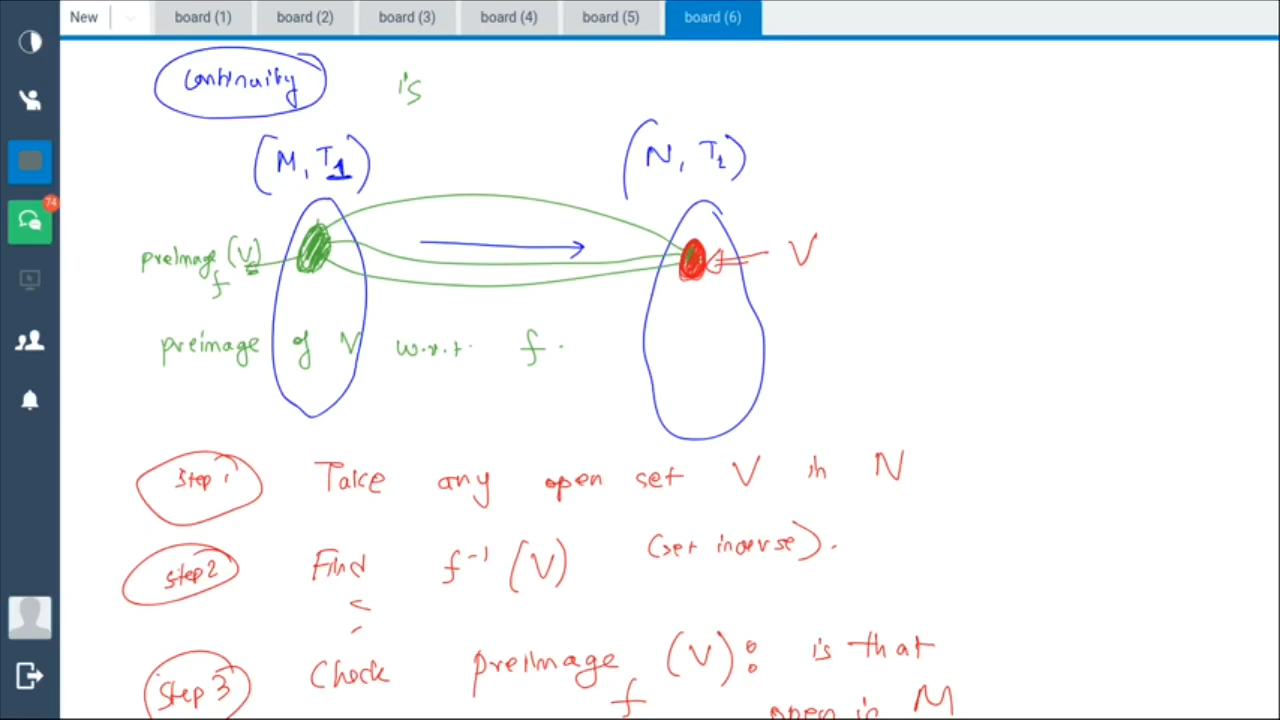 New board (1) board (2) board (3) board (4) board (5) board (6)
Continuity is
(M, T1) (N, T2)
74
preImage f (V) V
preimage of V w.r.t. f.
Step 1 Take any open set V in N
Step 2 Find f⁻¹ (V) (set inverse).
Step 3 Check preimage f (V): is that
open in M